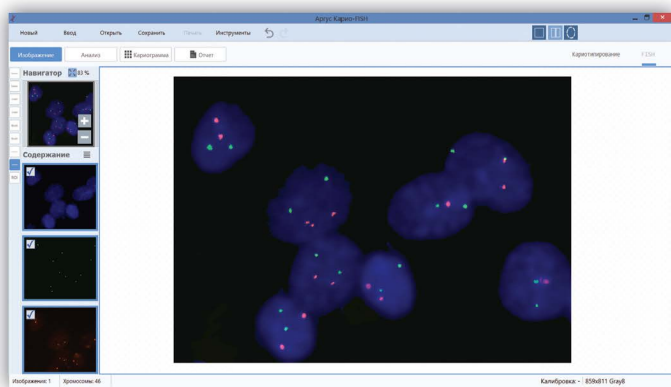 Аргус Карио-FISH
Новый Ввод Открыть Сохранить Печать Инструменты
Изображение Анализ Кариограмма Отчет Кариотипирование FISH
Навигатор 83 %
Содержание
Изображения: 1 Хромосомы: 46 Калибровка: - 859x811 Gray8